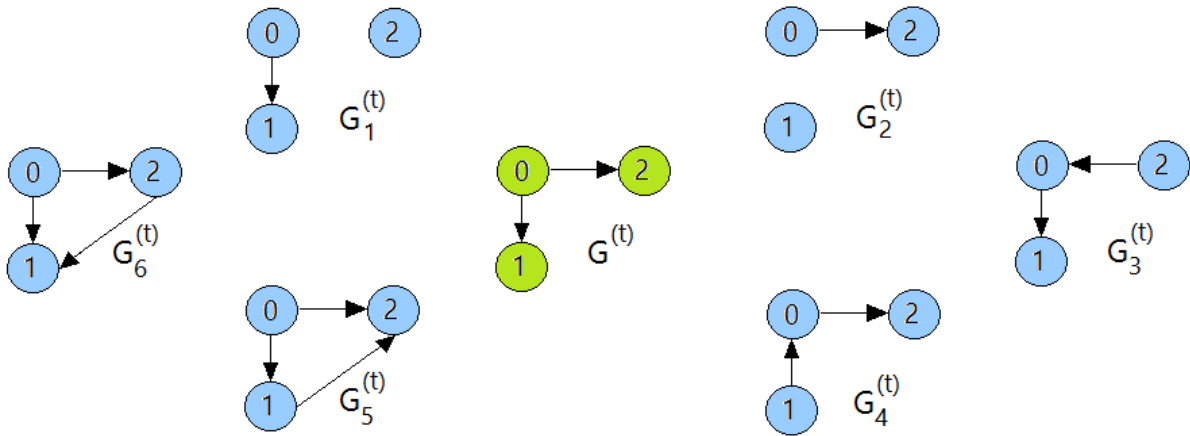 0 2
1 G₁⁽ᵗ⁾
0 2
1 G₂⁽ᵗ⁾
0 2
1 G₆⁽ᵗ⁾
0 2
1 G⁽ᵗ⁾
0 2
1 G₃⁽ᵗ⁾
0 2
1 G₅⁽ᵗ⁾
0 2
1 G₄⁽ᵗ⁾